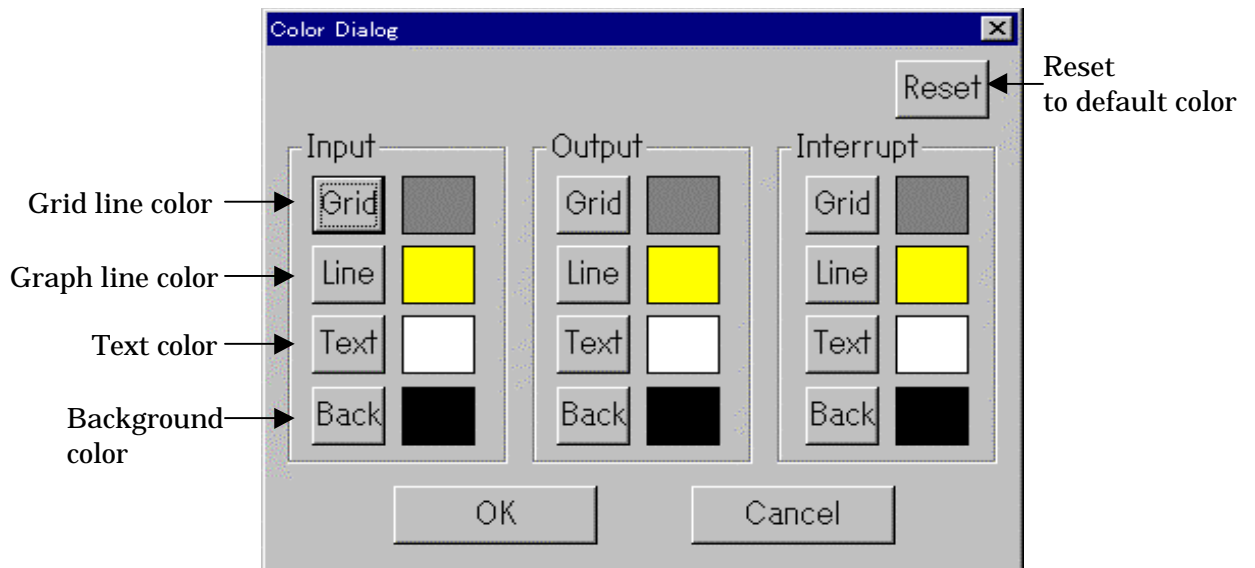 Color Dialog
Reset
Reset
to default color
Input
Output
Interrupt
Grid line color
Grid
Grid
Grid
Graph line color
Line
Line
Line
Text color
Text
Text
Text
Background
color
Back
Back
Back
OK
Cancel